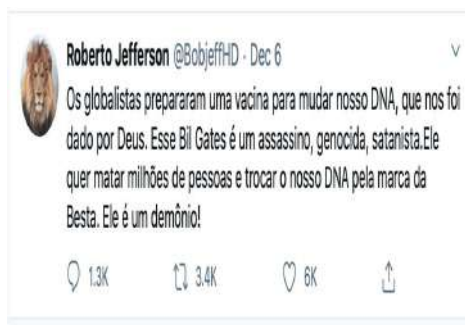 Roberto Jefferson @BobjeffHD · Dec 6
Os globalistas prepararam uma vacina para mudar nosso DNA, que nos foi
dado por Deus. Esse Bil Gates é um assassino, genocida, satanista.Ele
quer matar milhões de pessoas e trocar o nosso DNA pela marca da
Besta. Ele é um demônio!
1.3K 3.4K 6K